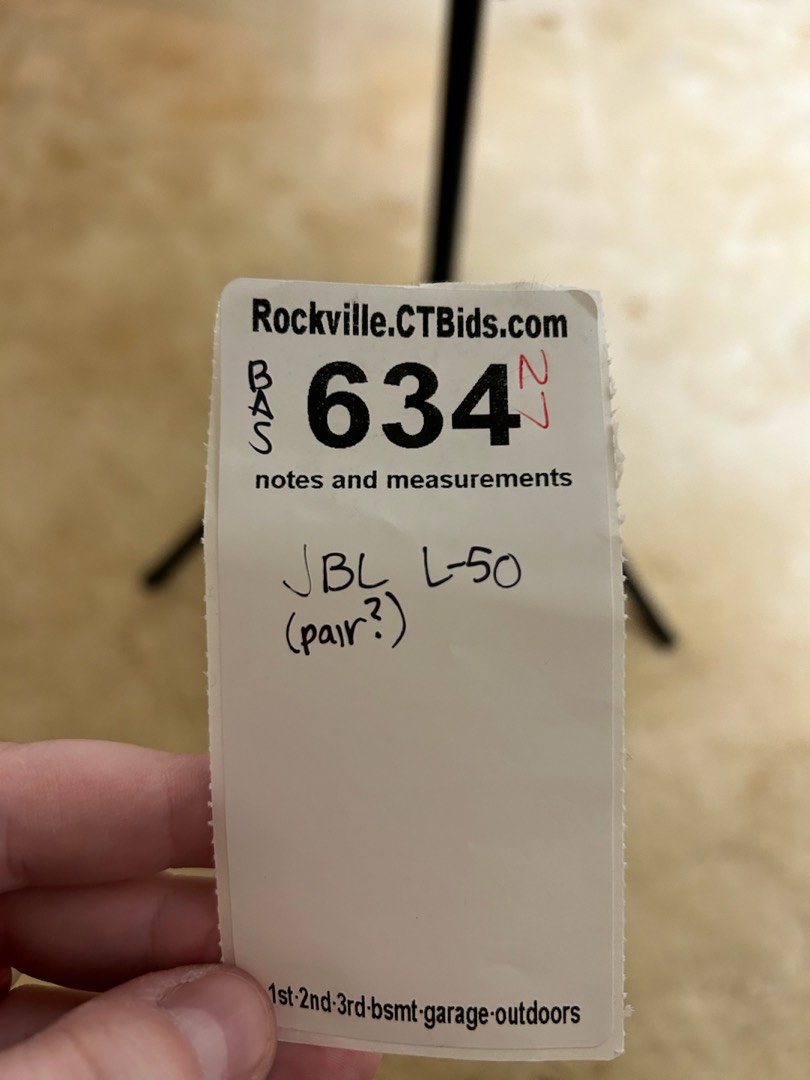 Rockville.CTBids.com
BAS 634 NJ
notes and measurements
JBL L-50
(pair?)
1st·2nd·3rd·bsmt·garage·outdoors